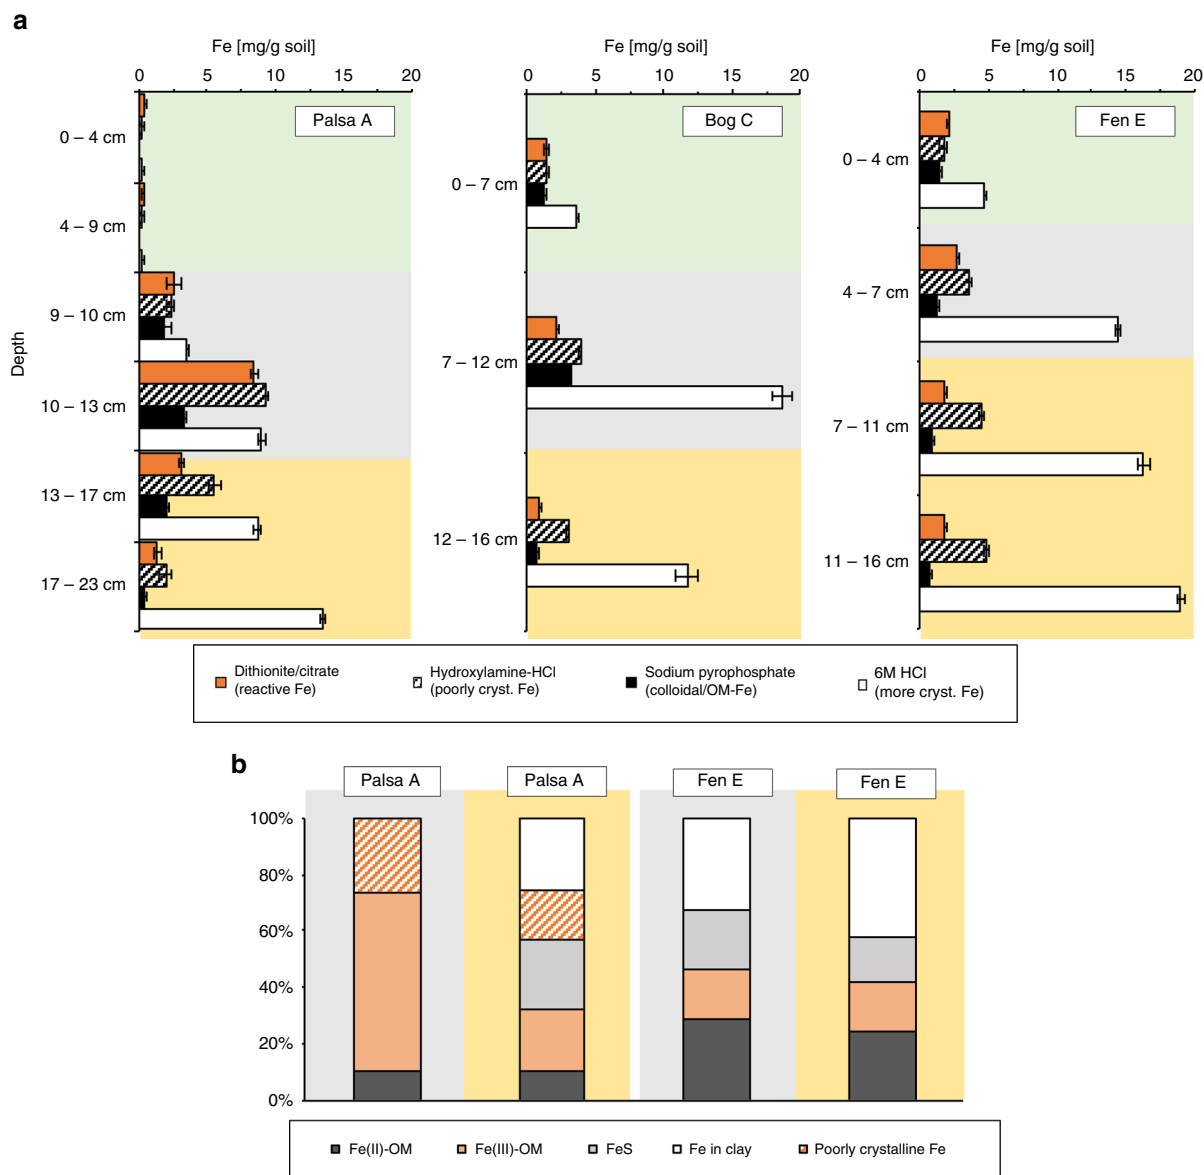 a
Fe [mg/g soil]
Fe [mg/g soil]
Fe [mg/g soil]
0 5 10 15 20
0 5 10 15 20
0 5 10 15 20
Palsa A
Bog C
Fen E
Depth
0 – 4 cm
4 – 9 cm
9 – 10 cm
10 – 13 cm
13 – 17 cm
17 – 23 cm
0 – 7 cm
7 – 12 cm
12 – 16 cm
0 – 4 cm
4 – 7 cm
7 – 11 cm
11 – 16 cm
Dithionite/citrate
(reactive Fe)
Hydroxylamine-HCl
(poorly cryst. Fe)
Sodium pyrophosphate
(colloidal/OM-Fe)
6M HCl
(more cryst. Fe)
b
Palsa A
Palsa A
Fen E
Fen E
100%
80%
60%
40%
20%
0%
Fe(II)-OM
Fe(III)-OM
FeS
Fe in clay
Poorly crystalline Fe